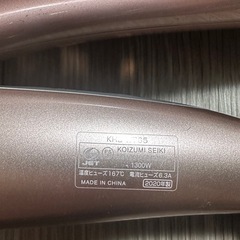 KOIZUMI SEIKI
JET
1300W
温度ヒューズ167℃ 電流ヒューズ6.3A
MADE IN CHINA 2020年製